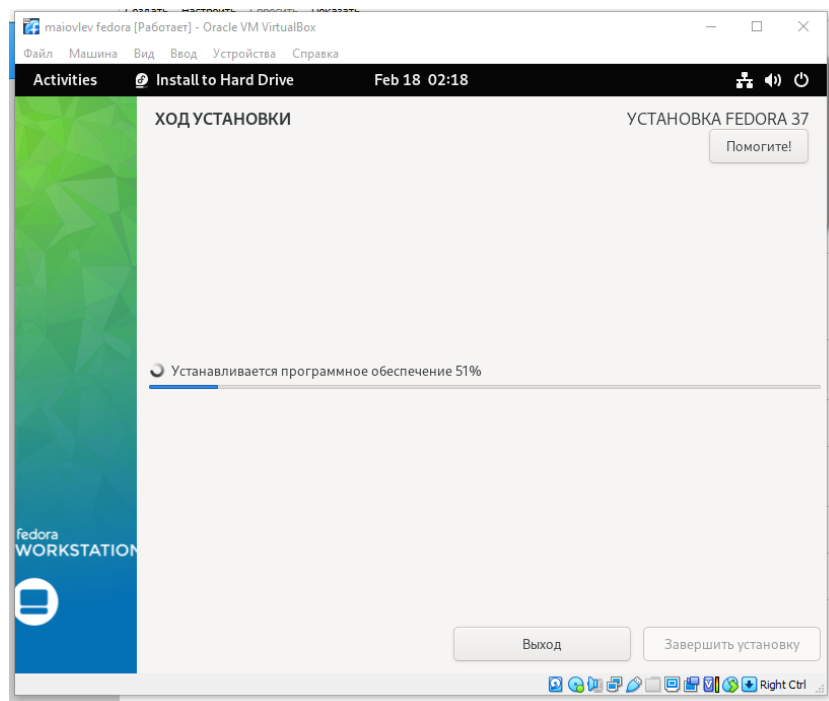 maiovlev fedora [Работает] - Oracle VM VirtualBox
Файл Машина Вид Ввод Устройства Справка
Activities Install to Hard Drive Feb 18 02:18
ХОД УСТАНОВКИ УСТАНОВКА FEDORA 37
Помогите!
Устанавливается программное обеспечение 51%
fedora
WORKSTATION
Выход Завершить установку
Right Ctrl